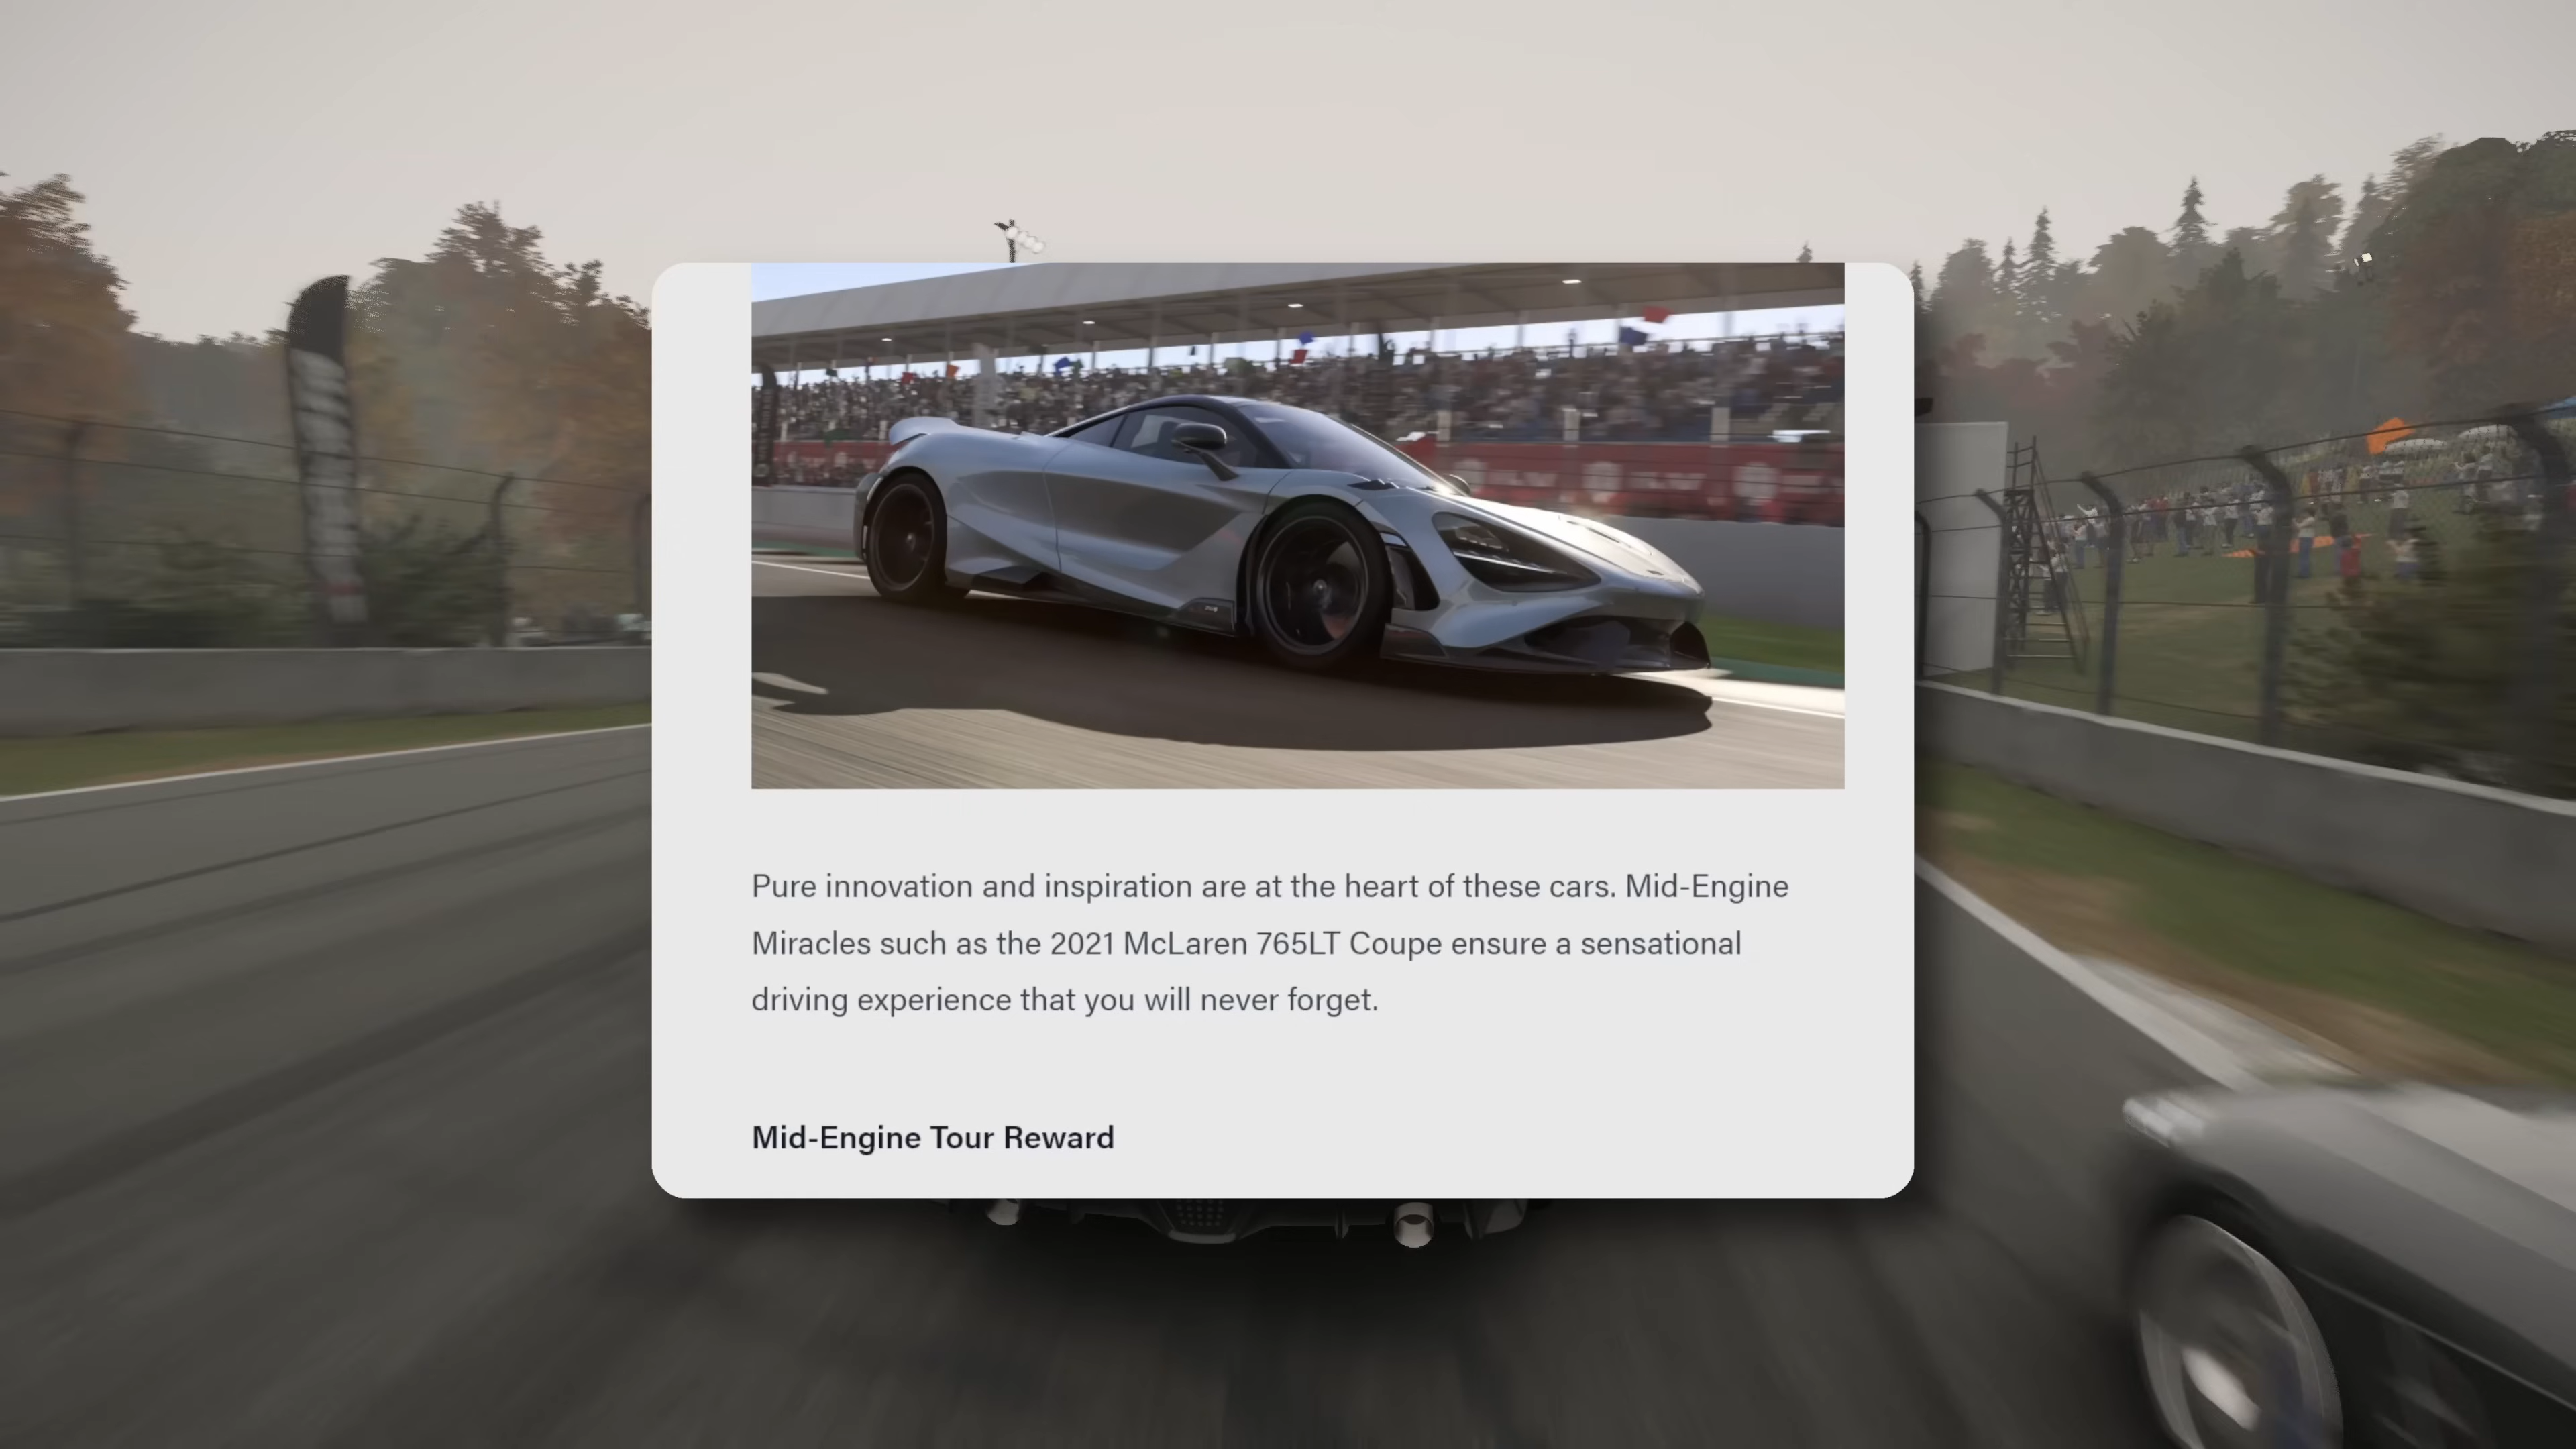 Pure innovation and inspiration are at the heart of these cars. Mid-Engine
Miracles such as the 2021 McLaren 765LT Coupe ensure a sensational
driving experience that you will never forget.
Mid-Engine Tour Reward